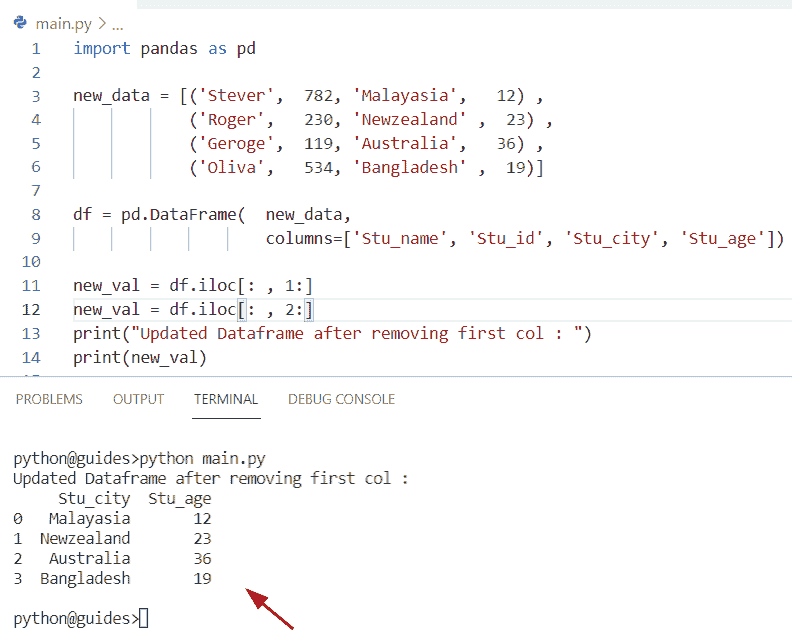 main.py > ...
1 import pandas as pd
2
3 new_data = [('Stever', 782, 'Malayasia', 12) ,
4 ('Roger', 230, 'Newzealand' , 23) ,
5 ('Geroge', 119, 'Australia', 36) ,
6 ('Oliva', 534, 'Bangladesh' , 19)]
7
8 df = pd.DataFrame( new_data,
9 columns=['Stu_name', 'Stu_id', 'Stu_city', 'Stu_age'])
10
11 new_val = df.iloc[: , 1:]
12 new_val = df.iloc[: , 2:]
13 print("Updated Dataframe after removing first col : ")
14 print(new_val)
PROBLEMS OUTPUT TERMINAL DEBUG CONSOLE
python@guides>python main.py
Updated Dataframe after removing first col :
Stu_city Stu_age
0 Malayasia 12
1 Newzealand 23
2 Australia 36
3 Bangladesh 19
python@guides>